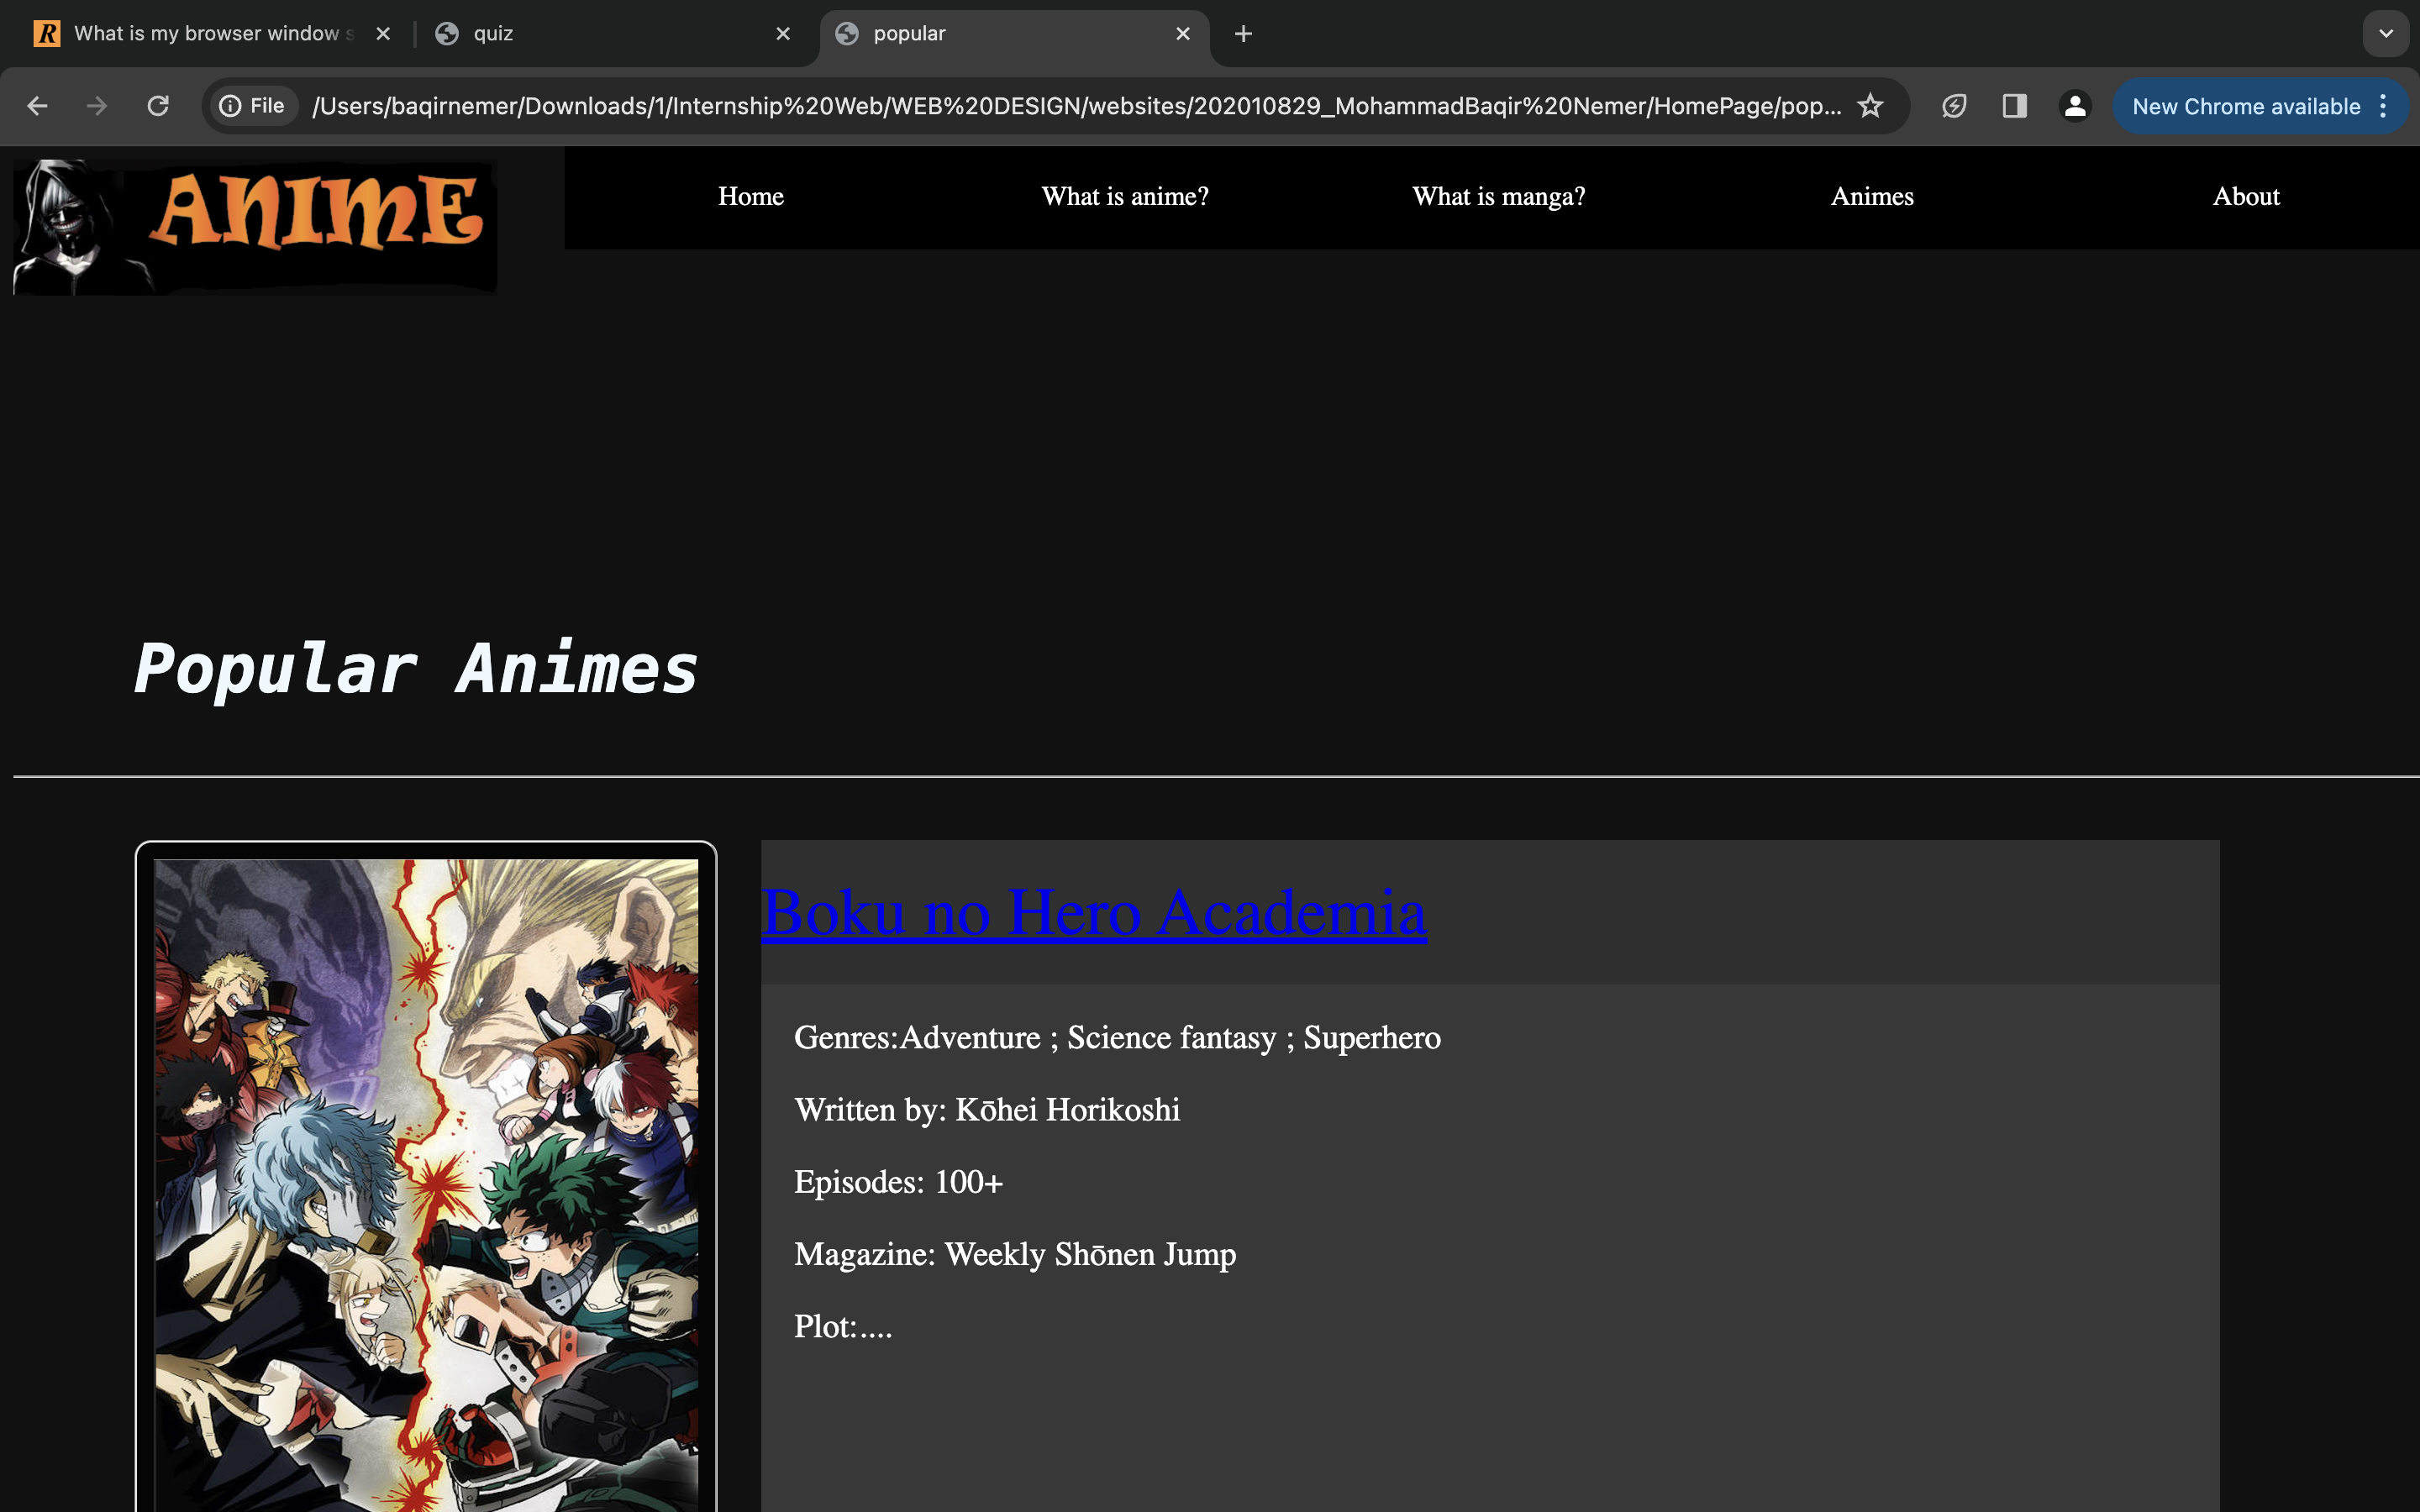 R What is my browser window s
quiz
popular
File /Users/baqirnemer/Downloads/1/Internship%20Web/WEB%20DESIGN/websites/202010829_MohammadBaqir%20Nemer/HomePage/pop...
New Chrome available
ANIME
Home What is anime? What is manga? Animes About
Popular Animes
Boku no Hero Academia
Genres:Adventure ; Science fantasy ; Superhero
Written by: Kōhei Horikoshi
Episodes: 100+
Magazine: Weekly Shōnen Jump
Plot:....